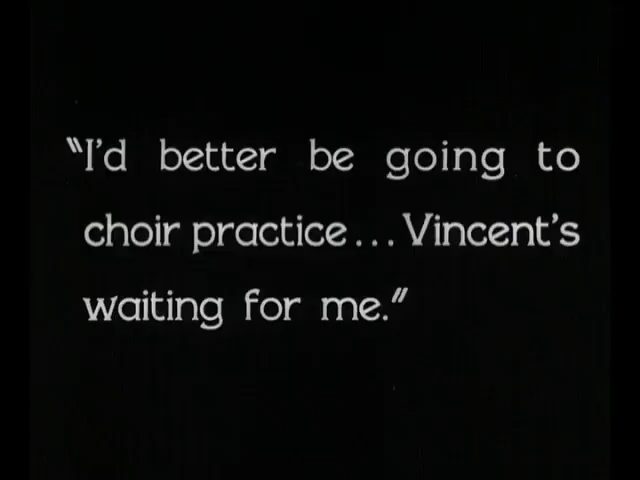 "I'd better be going to
choir practice... Vincent's
waiting for me."